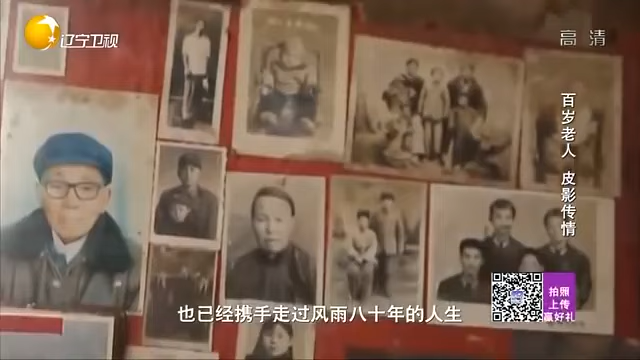 辽宁卫视
高清
百岁老人 皮影传情
拍照
上传
赢好礼
也已经携手走过风雨八十年的人生